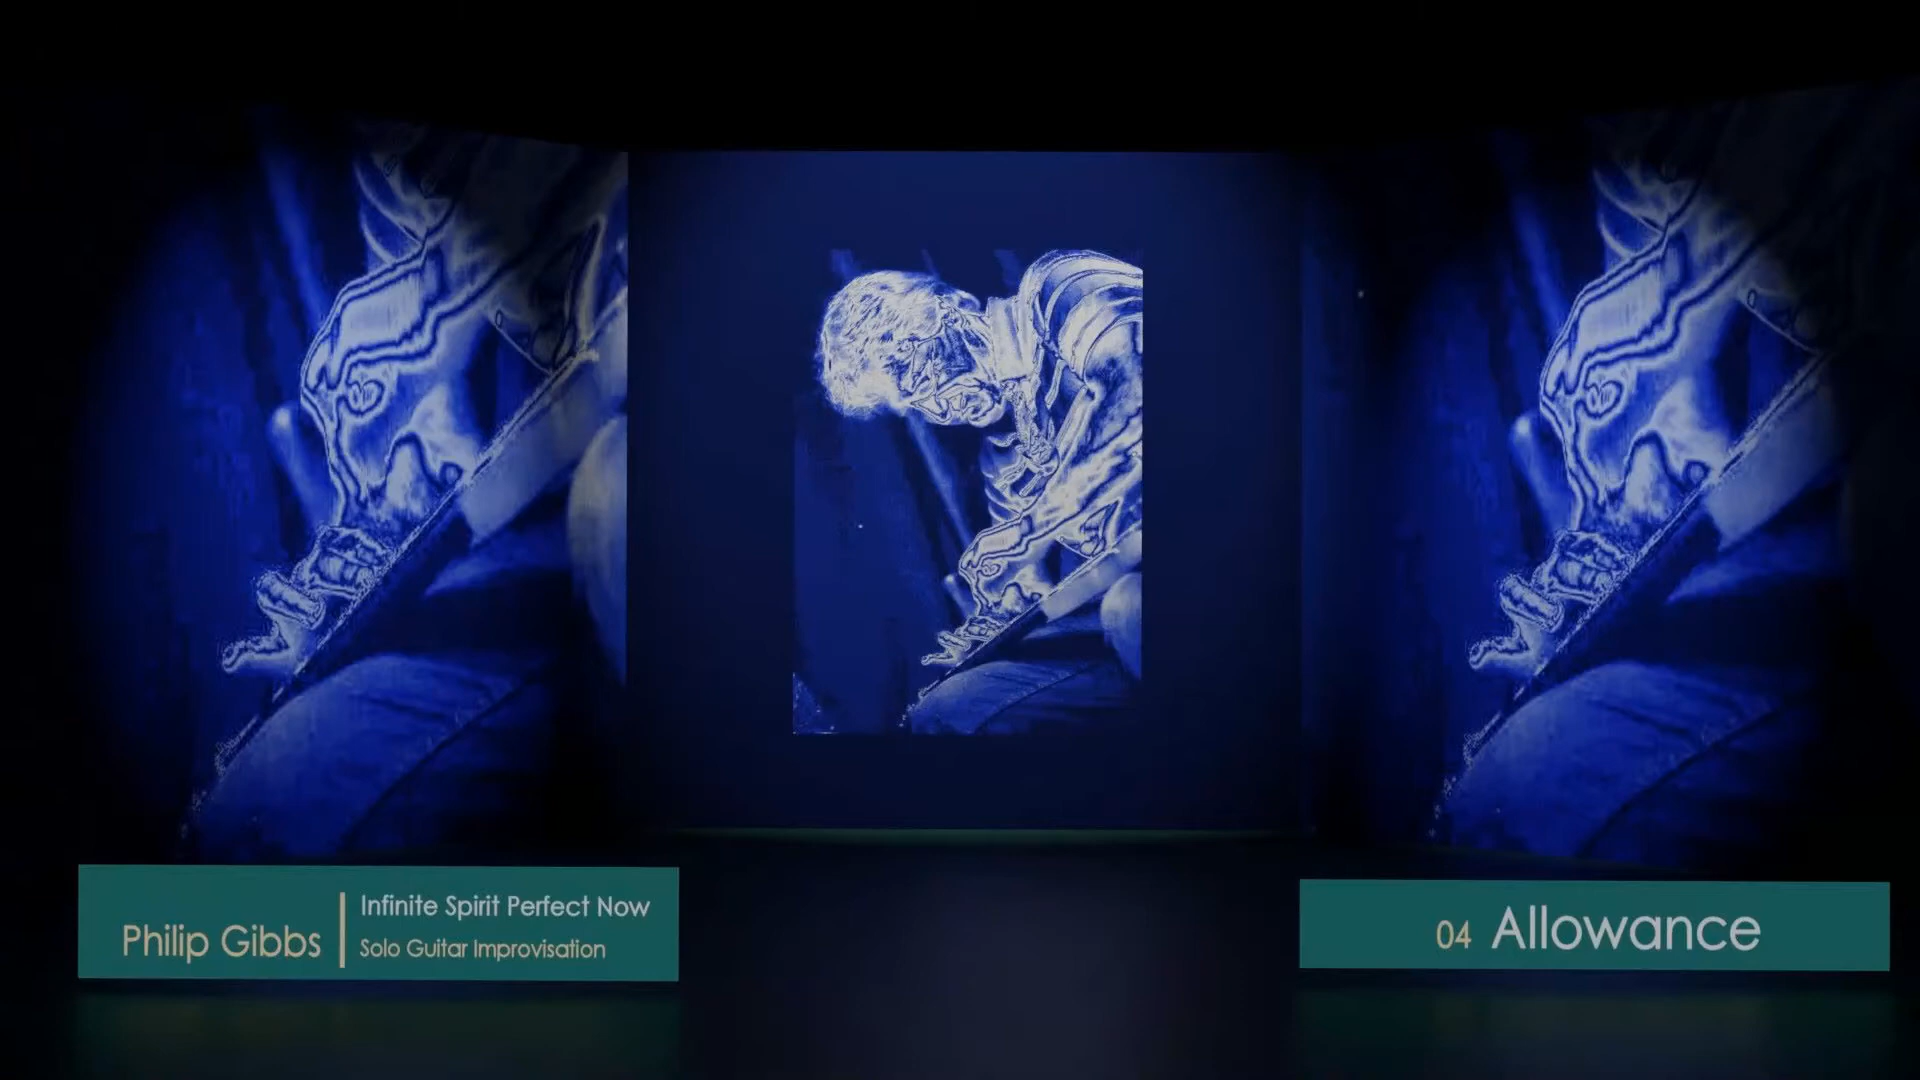 Philip Gibbs
Infinite Spirit Perfect Now
Solo Guitar Improvisation
04 Allowance